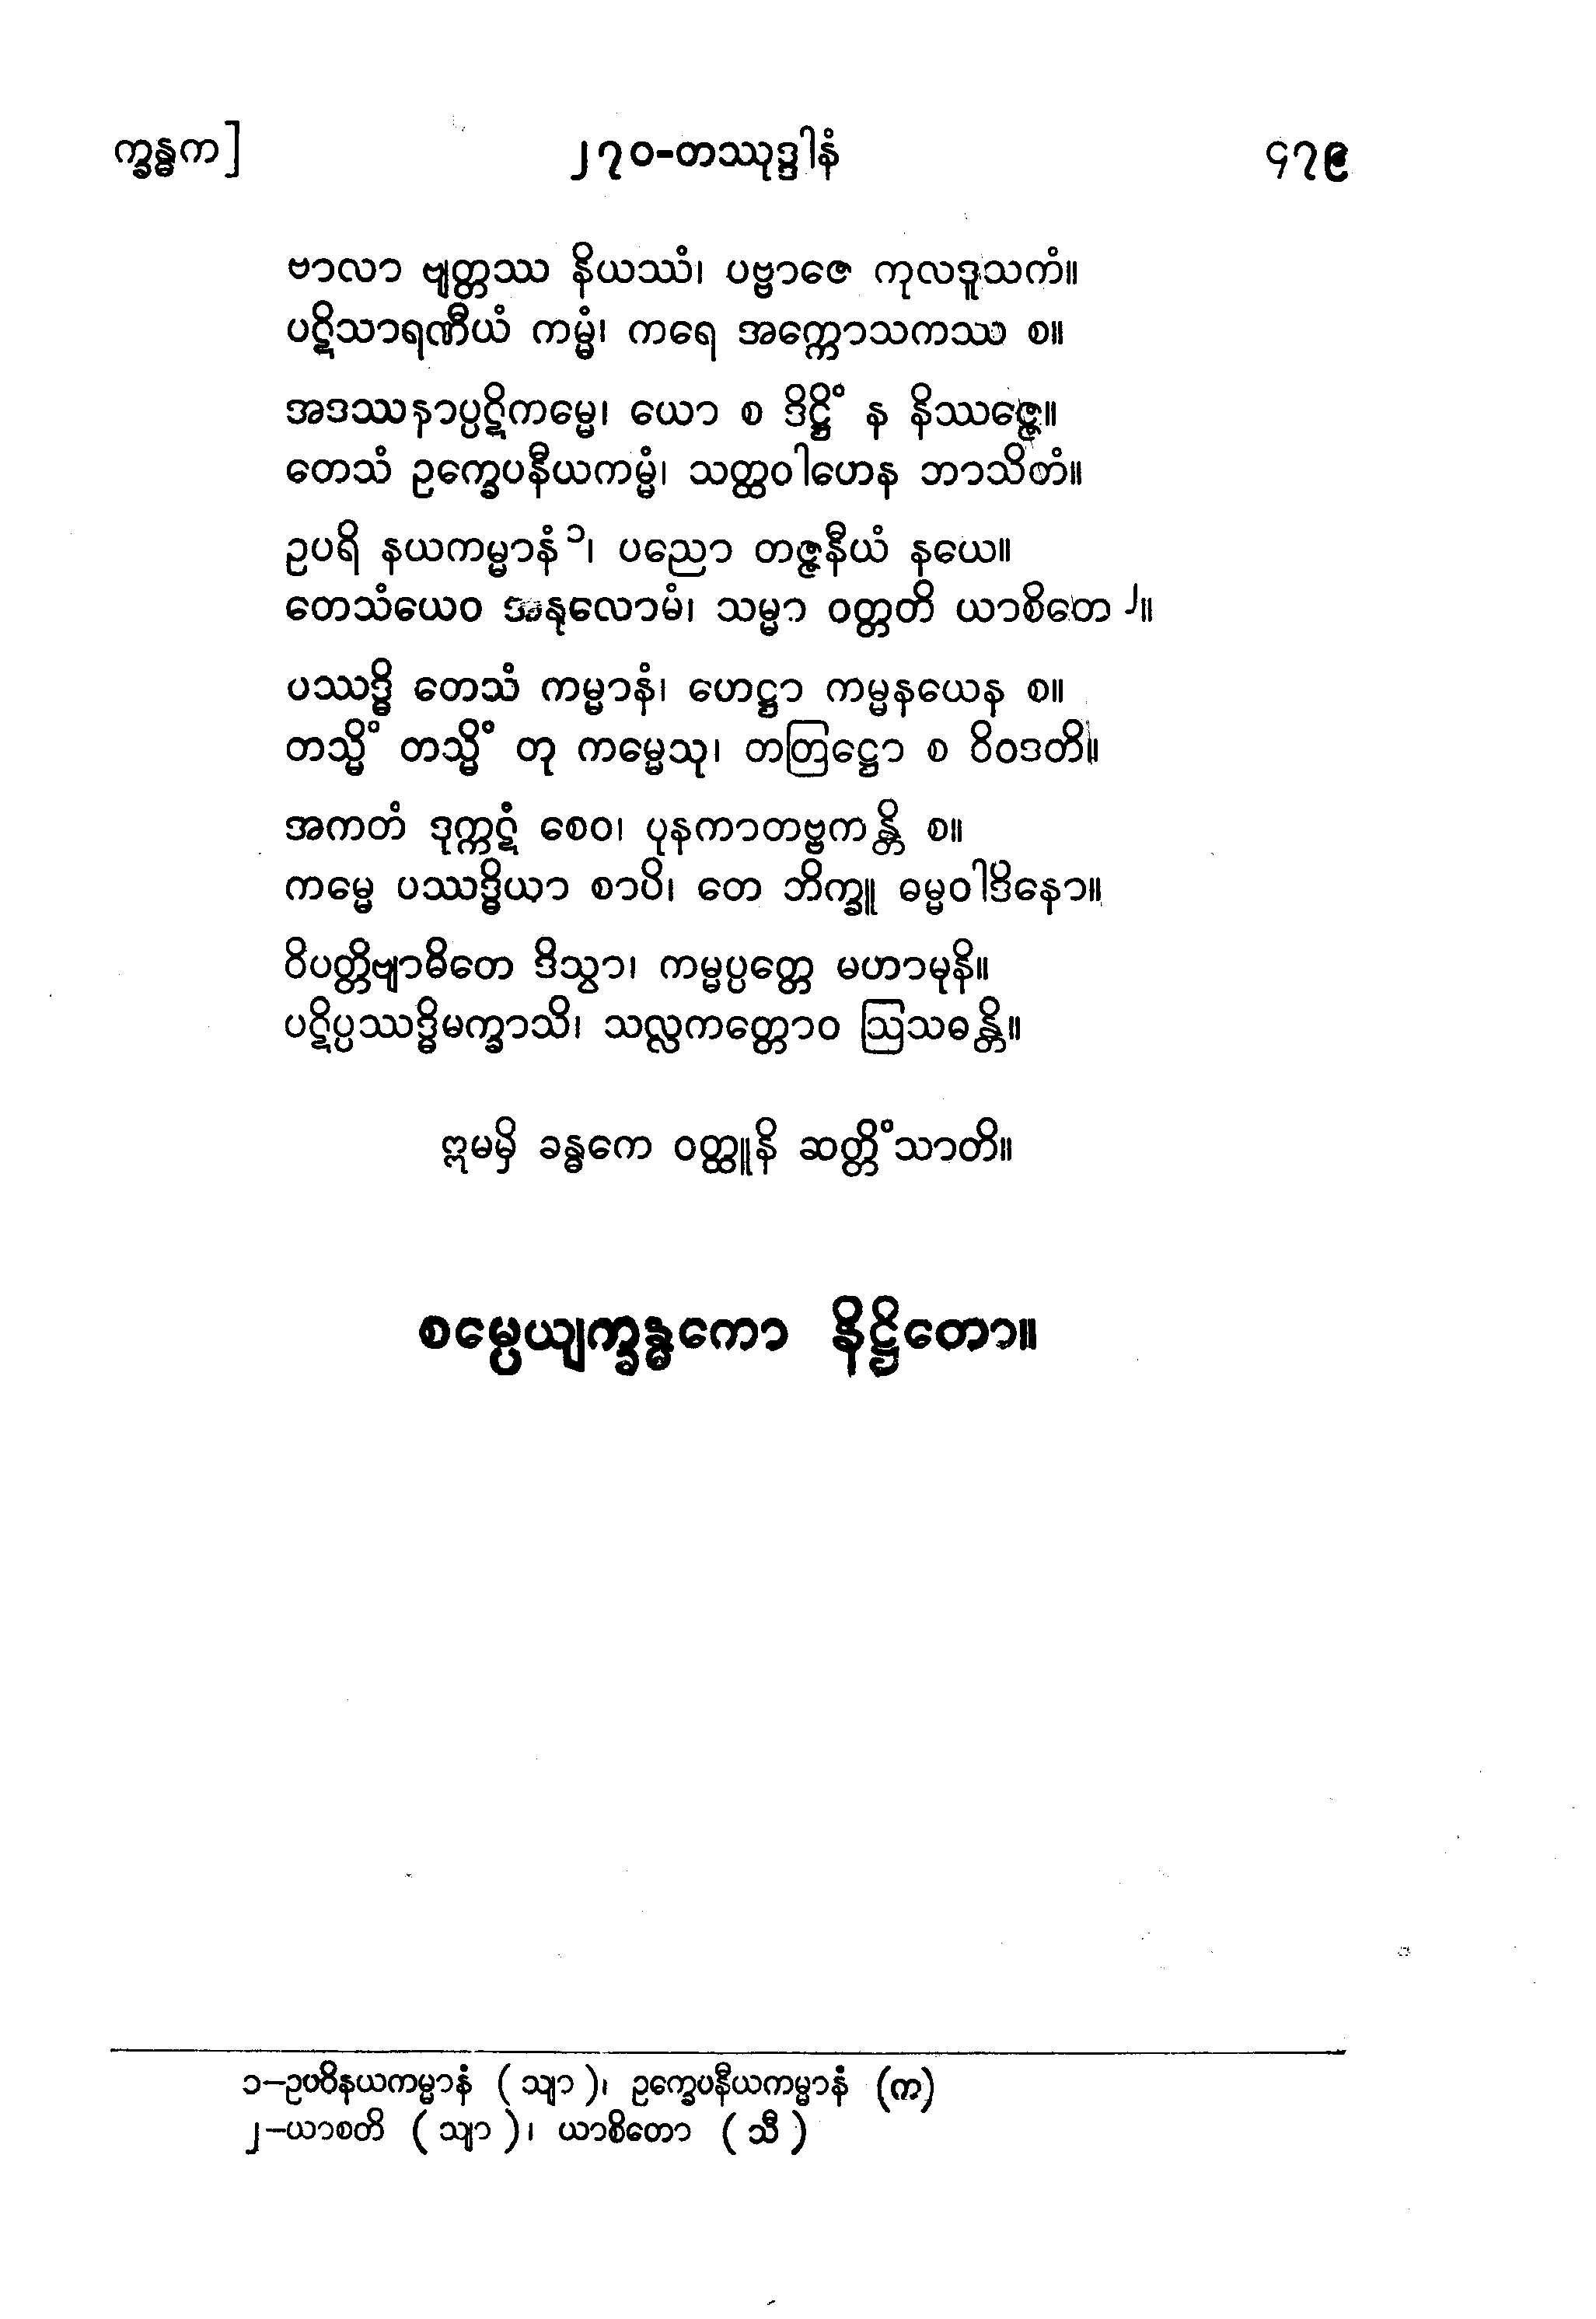 က္ခန္ဓက] ၂၇၀-တဿုဒ္ဒါနံ ၄၇၉
ဗာလာ ဗျတ္တဿ နိယဿံ၊ ပဗ္ဗာဇေ ကုလဒူသကံ။
ပဋိသာရဏီယံ ကမ္မံ၊ ကရေ အက္ကောသကဿ စ။
အဒဿနာပ္ပဋိကမ္မေ၊ ယော စ ဒိဋ္ဌိံ န နိဿဇ္ဇေ။
တေသံ ဥက္ခေပနီယကမ္မံ၊ သတ္ထဝါဟေန ဘာသိတံ။
ဥပရိ နယကမ္မာနံ ၁၊ ပညော တဇ္ဇနီယံ နယေ။
တေသံယေဝ အနုလောမံ၊ သမ္မာ ဝတ္တတိ ယာစိတေ ၂။
ပဿဒ္ဓိ တေသံ ကမ္မာနံ၊ ဟေဋ္ဌာ ကမ္မနယေန စ။
တသ္မိံ တသ္မိံ တု ကမ္မေသု၊ တတြဋ္ဌော စ ဝိဝဒတိ။
အကတံ ဒုက္ကဋံ စေဝ၊ ပုနကာတဗ္ဗကန္တိ စ။
ကမ္မေ ပဿဒ္ဓိယာ စာပိ၊ တေ ဘိက္ခူ ဓမ္မဝါဒိနော။
ဝိပတ္တိဗျာဓိတေ ဒိသွာ၊ ကမ္မပ္ပတ္တေ မဟာမုနိ။
ပဋိပ္ပဿဒ္ဓိမက္ခာသိ၊ သလ္လကတ္တောဝ ဩသဓန္တိ။
ဣမမှိ ခန္ဓကေ ဝတ္ထူနိ ဆတ္တိံသာတိ။
စမ္ပေယျက္ခန္ဓကော နိဋ္ဌိတော။
၁−ဥပဝိနယကမ္မာနံ (သျာ)၊ ဥက္ခေပနီယကမ္မာနံ (က)
၂−ယာစတိ (သျာ)၊ ယာစိတော (သီ)